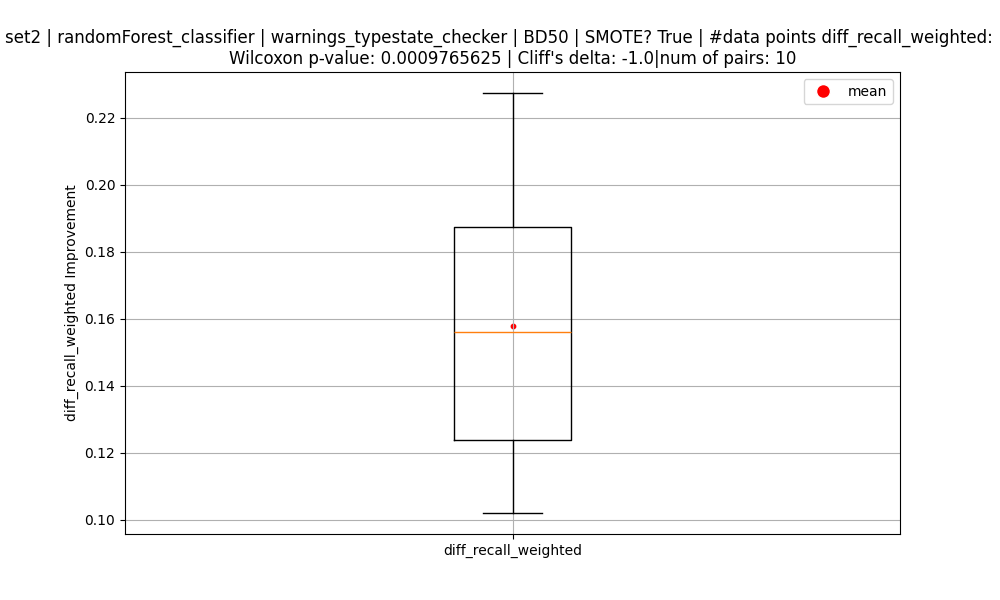 set2 | randomForest_classifier | warnings_typestate_checker | BD50 | SMOTE? True | #data points diff_recall_weighted:
Wilcoxon p-value: 0.0009765625 | Cliff's delta: -1.0|num of pairs: 10
mean
0.22
0.20
0.18
0.16
0.14
0.12
0.10
diff_recall_weighted Improvement
diff_recall_weighted